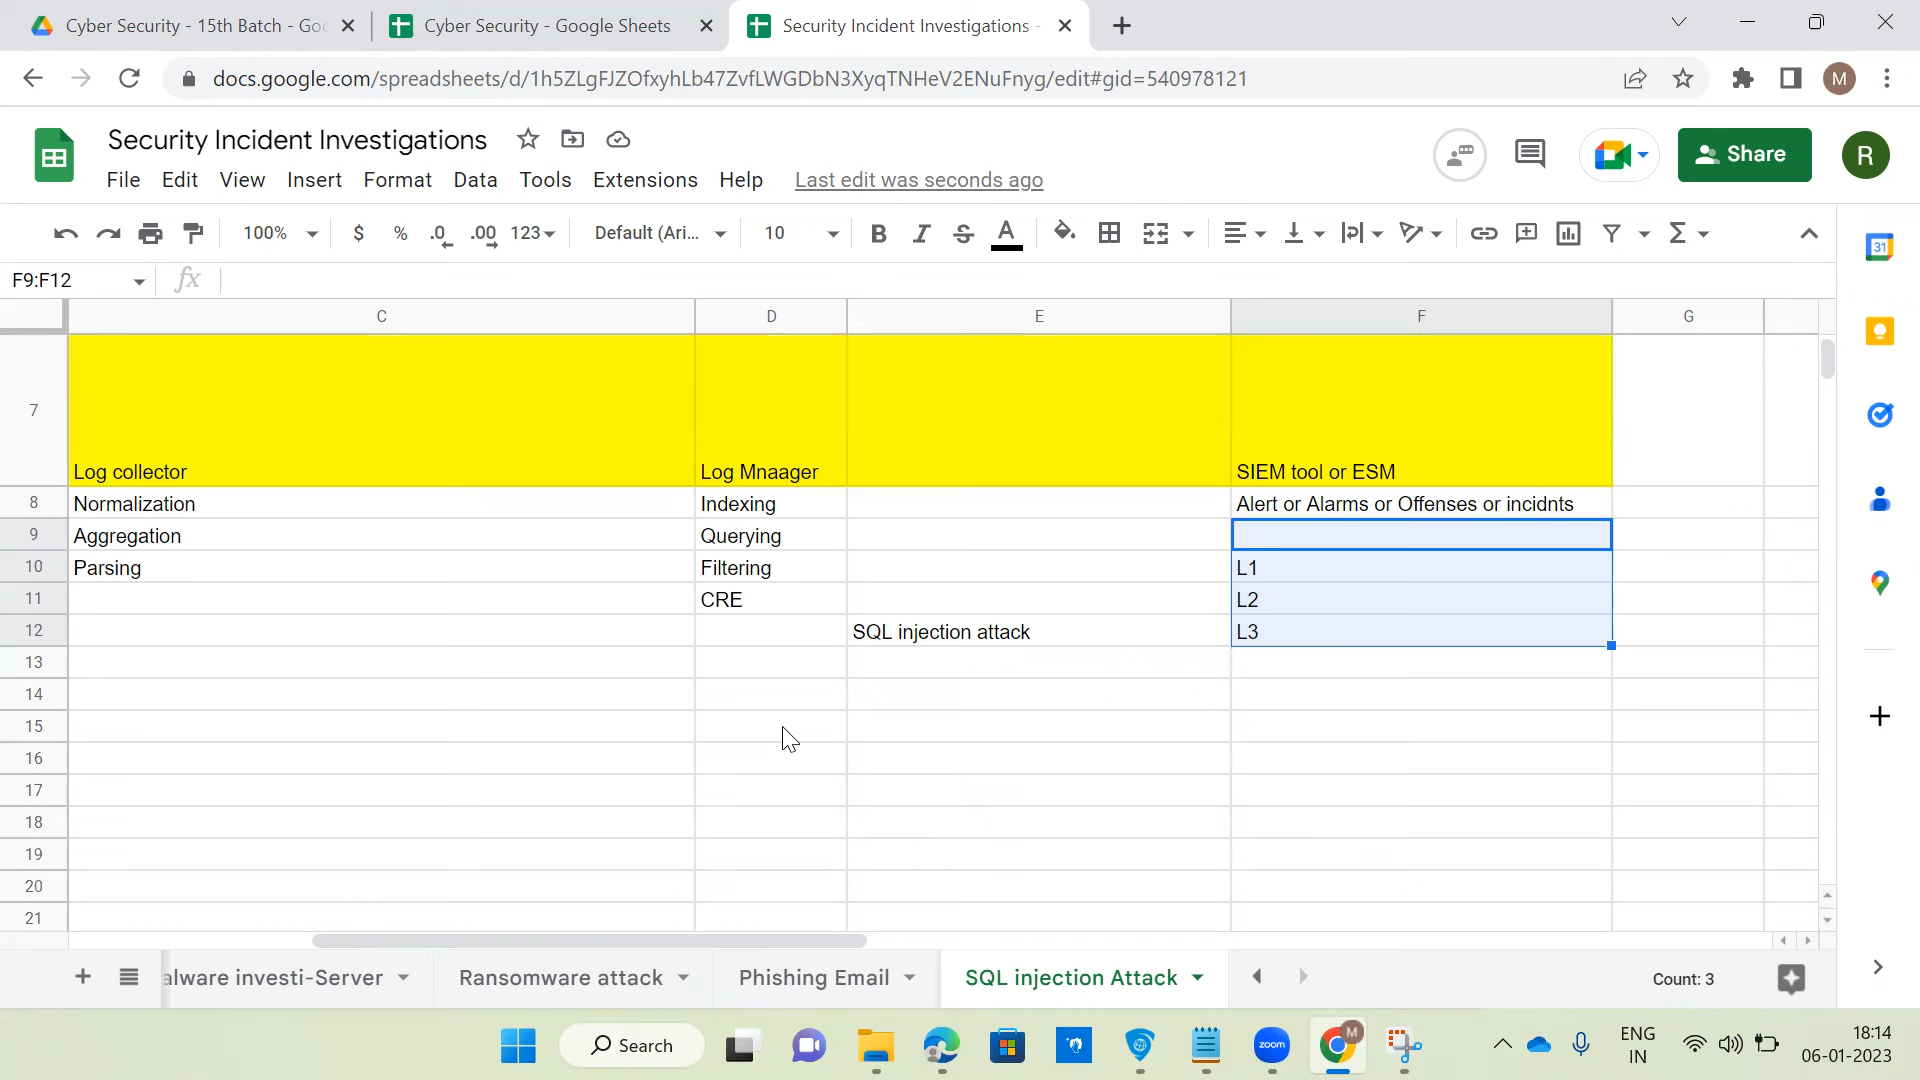 Cyber Security - 15th Batch - Goo
Cyber Security - Google Sheets
Security Incident Investigations -
docs.google.com/spreadsheets/d/1h5ZLgFJZOfxyhLb47ZvfLWGDbN3XyqTNHeV2ENuFnyg/edit#gid=540978121
M
Security Incident Investigations
Share
R
File Edit View Insert Format Data Tools Extensions Help Last edit was seconds ago
100% $ % .0 .00 123 Default (Ari... 10 B I S A
31
F9:F12 fx
C D E F G
7 Log collector Log Mnaager SIEM tool or ESM
8 Normalization Indexing Alert or Alarms or Offenses or incidnts
9 Aggregation Querying
10 Parsing Filtering L1
11 CRE L2
12 SQL injection attack L3
13
14
15
16
17
18
19
20
21
alware investi-Server Ransomware attack Phishing Email SQL injection Attack Count: 3
Search zoom M ENG IN 18:14
06-01-2023